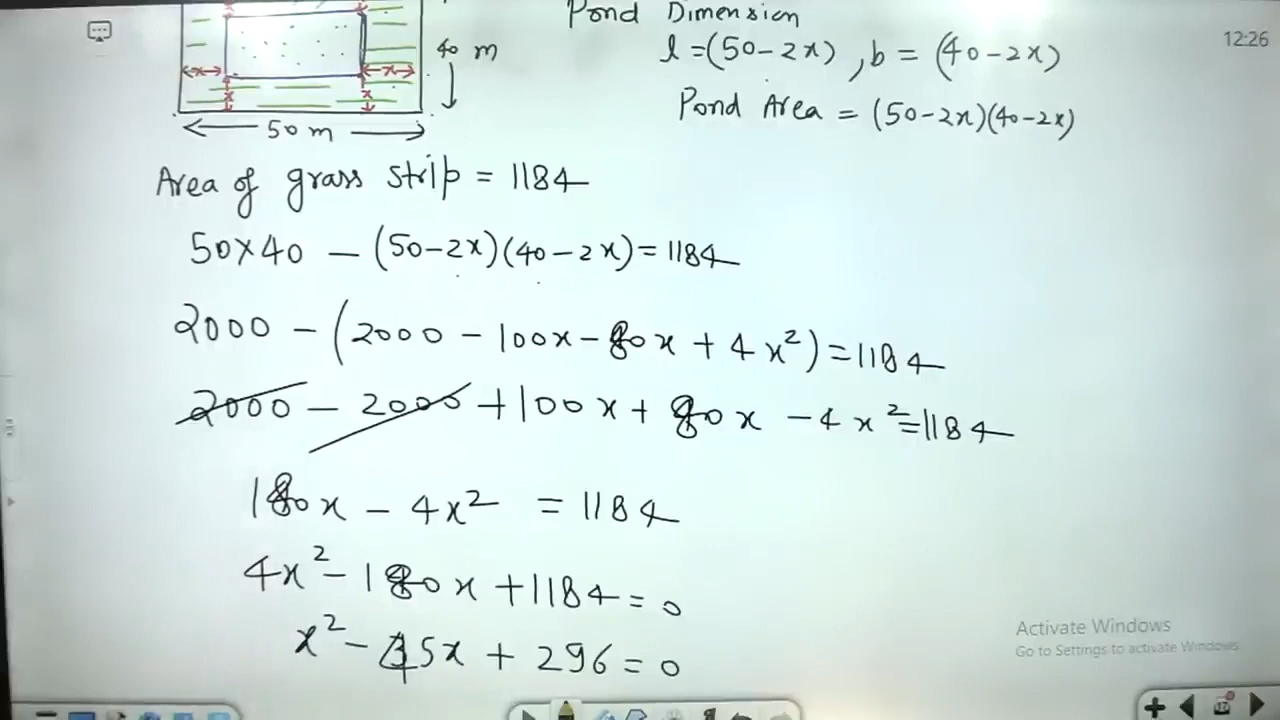 Pond Dimension
12:26
40 m
l = (50-2x), b = (40-2x)
x x
x x
Pond Area = (50-2x)(40-2x)
50 m
Area of grass strip = 1184
50×40 - (50-2x)(40-2x) = 1184
2000 - (2000 - 100x - 80x + 4x²) = 1184
2000 - 2000 + 100x + 80x - 4x² = 1184
180x - 4x² = 1184
4x² - 180x + 1184 = 0
x² - 45x + 296 = 0
Activate Windows
Go to Settings to activate Windows.